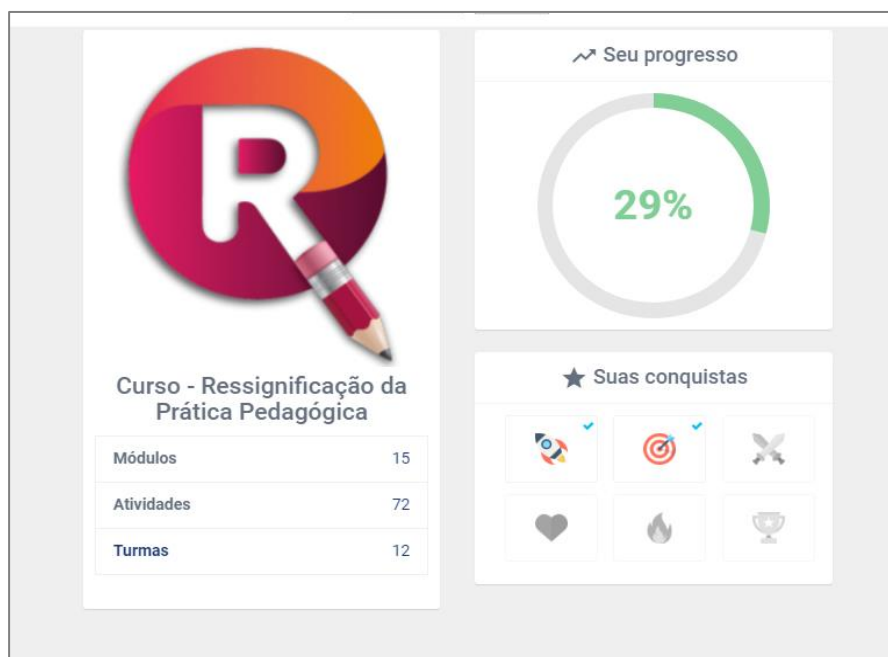 R
Curso - Ressignificação da
Prática Pedagógica
Módulos 15
Atividades 72
Turmas 12
Seu progresso
29%
Suas conquistas